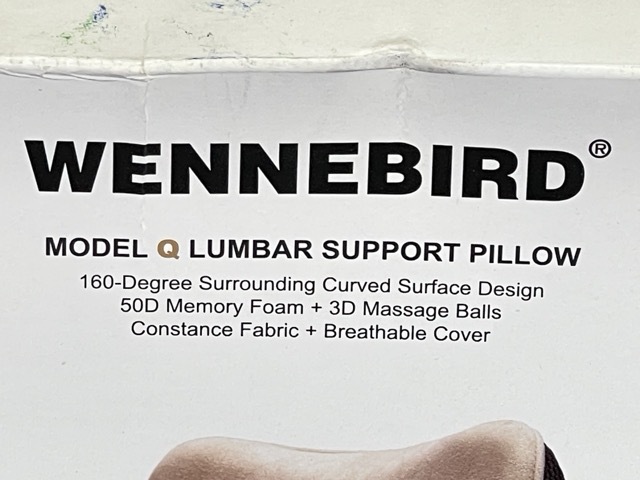 WENNEBIRD®
MODEL Q LUMBAR SUPPORT PILLOW
160-Degree Surrounding Curved Surface Design
50D Memory Foam + 3D Massage Balls
Constance Fabric + Breathable Cover